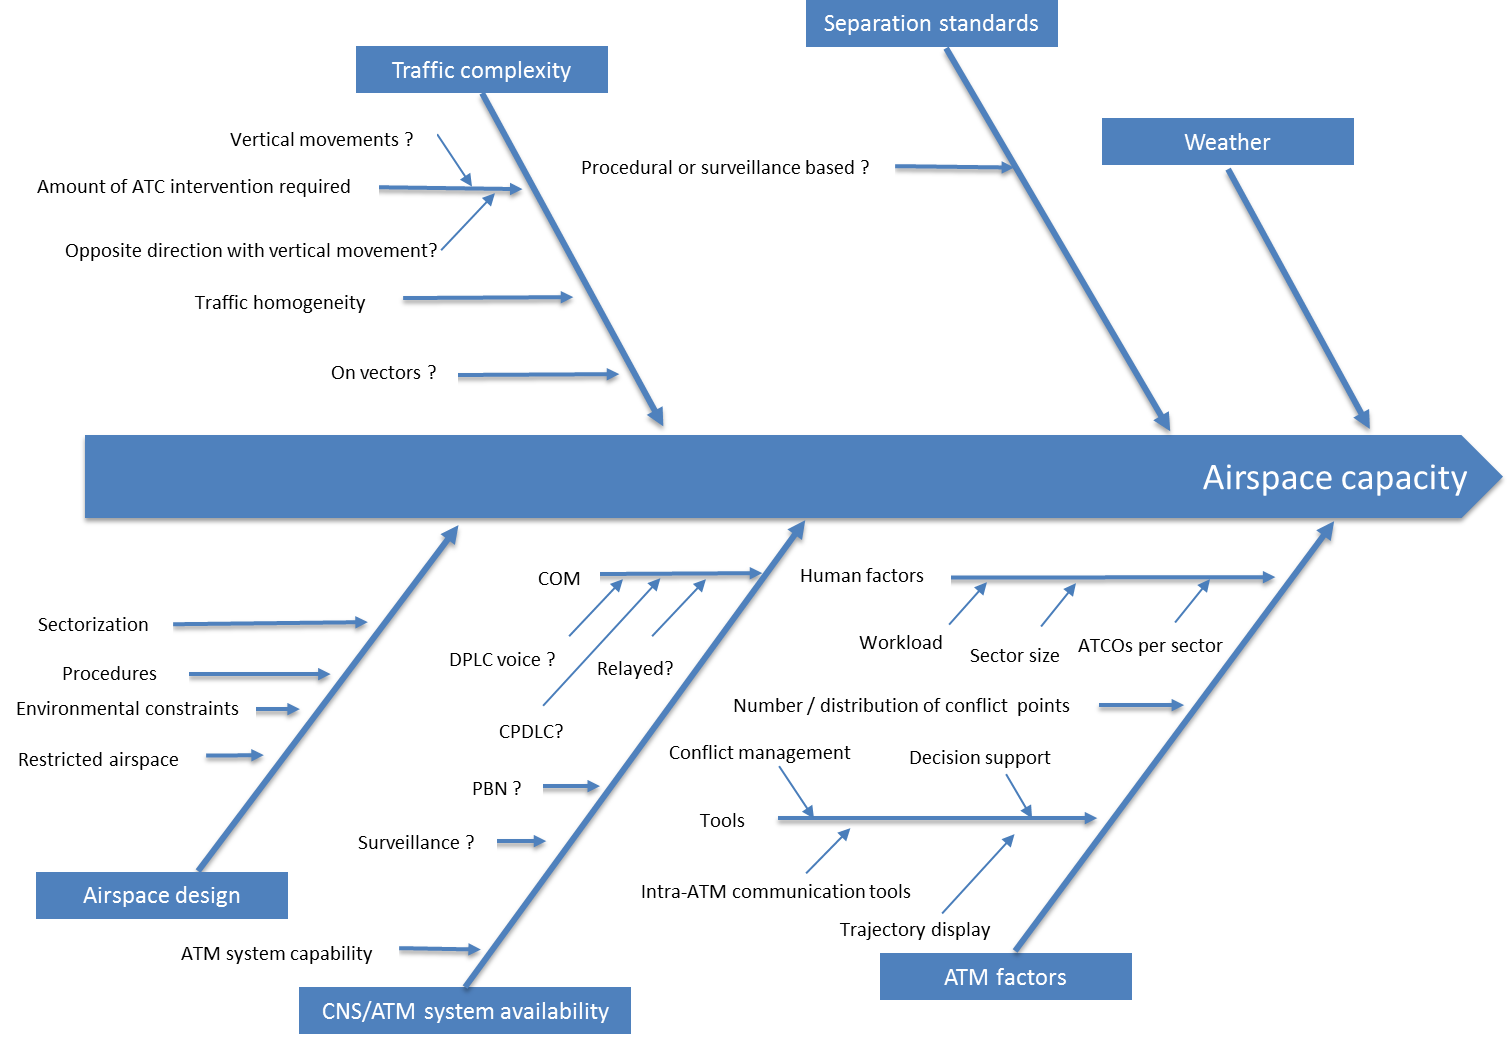 Separation standards
Traffic complexity
Vertical movements ?
Weather
Procedural or surveillance based ?
Amount of ATC intervention required
Opposite direction with vertical movement?
Traffic homogeneity
On vectors ?
Airspace capacity
COM
Human factors
Sectorization
DPLC voice ?
Relayed?
Workload
Sector size
ATCOs per sector
Procedures
Environmental constraints
CPDLC?
Number / distribution of conflict points
Restricted airspace
Conflict management
Decision support
PBN ?
Tools
Surveillance ?
Airspace design
Intra-ATM communication tools
Trajectory display
ATM system capability
ATM factors
CNS/ATM system availability